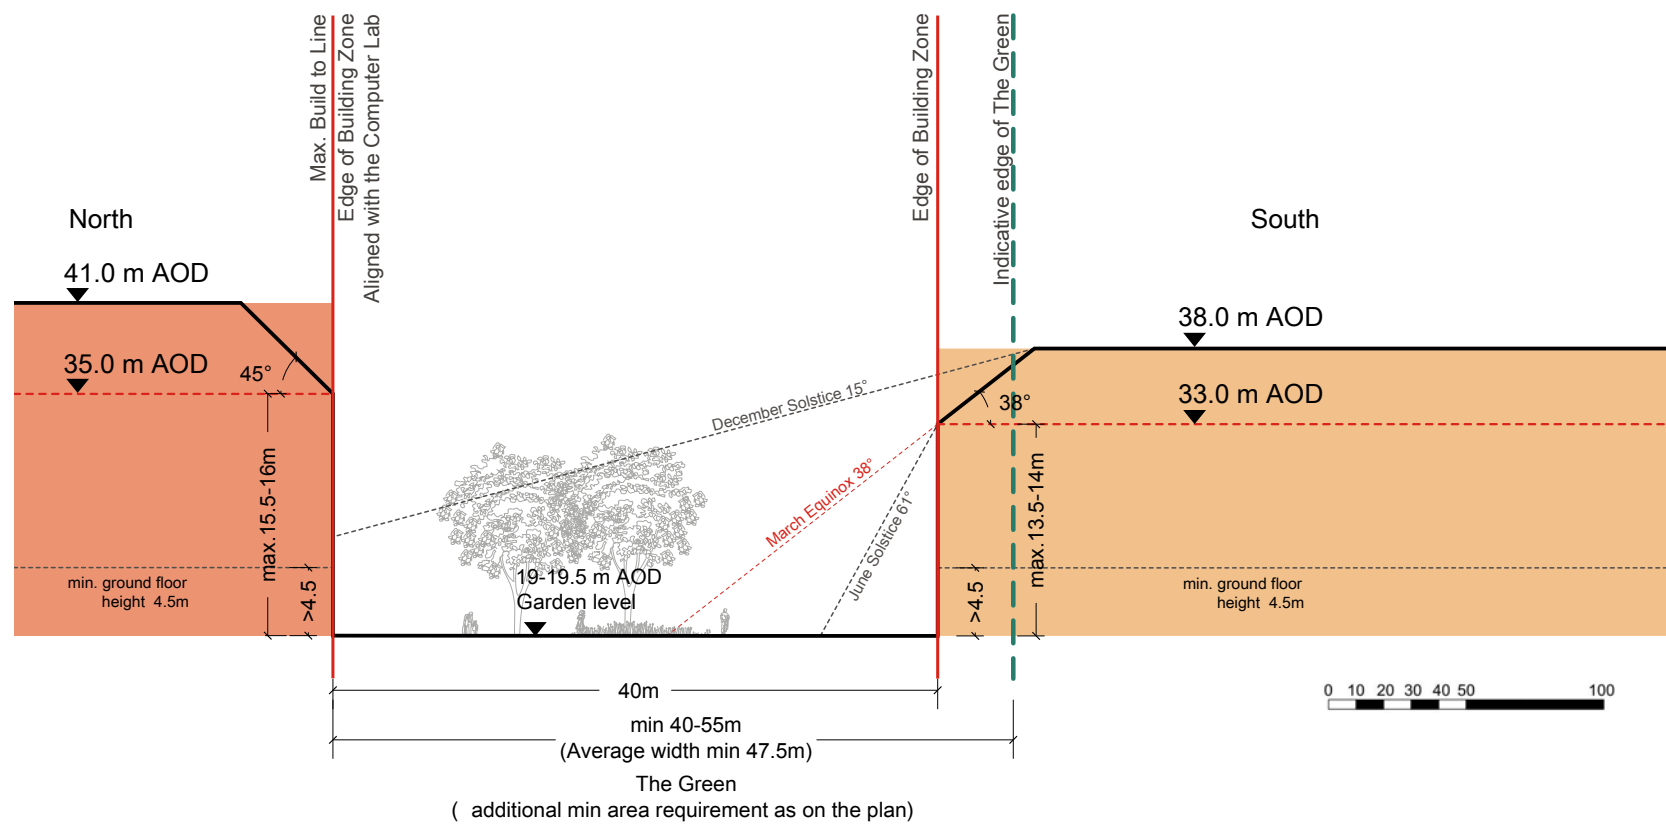 Max. Build to Line
Edge of Building Zone
Aligned with the Computer Lab
Edge of Building Zone
Indicative edge of The Green
North
South
41.0 m AOD
38.0 m AOD
35.0 m AOD
45°
33.0 m AOD
38°
December Solstice 15°
March Equinox 38°
June Solstice 61°
max.15.5-16m
>4.5
min. ground floor
height 4.5m
19-19.5 m AOD
Garden level
>4.5
max.13.5-14m
min. ground floor
height 4.5m
40m
min 40-55m
(Average width min 47.5m)
The Green
( additional min area requirement as on the plan)
0 10 20 30 40 50 100